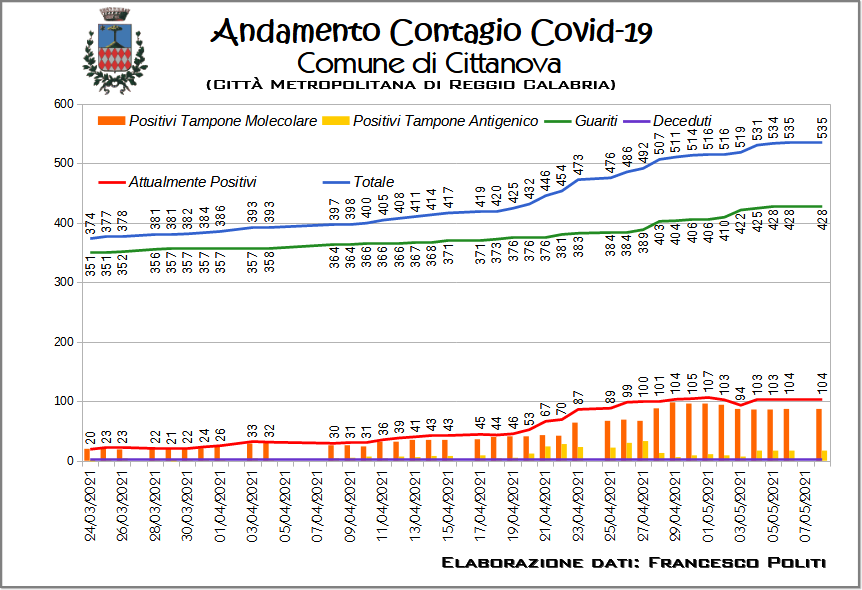 Andamento Contagio Covid-19
Comune di Cittanova
(Città Metropolitana di Reggio Calabria)
600
Positivi Tampone Molecolare Positivi Tampone Antigenico Guariti Deceduti
Attualmente Positivi Totale
500
400
300
200
100
0
374 377 378 381 381 382 384 386 393 393 397 398 400 405 408 411 414 417 419 420 425 432 446 454 473 476 486 492 507 511 514 516 516 519 531 534 535 535
351 351 352 356 357 357 357 357 357 358 364 364 366 366 366 367 368 371 371 373 376 376 376 381 383 384 384 389 403 404 406 406 410 422 425 428 428 428
20 23 23 22 21 22 24 26 33 32 30 31 31 36 39 41 43 43 45 44 46 53 67 70 87 89 99 100 101 104 105 107 103 94 103 103 104 104
24/03/2021 26/03/2021 28/03/2021 30/03/2021 01/04/2021 03/04/2021 05/04/2021 07/04/2021 09/04/2021 11/04/2021 13/04/2021 15/04/2021 17/04/2021 19/04/2021 21/04/2021 23/04/2021 25/04/2021 27/04/2021 29/04/2021 01/05/2021 03/05/2021 05/05/2021 07/05/2021
Elaborazione dati: Francesco Politi